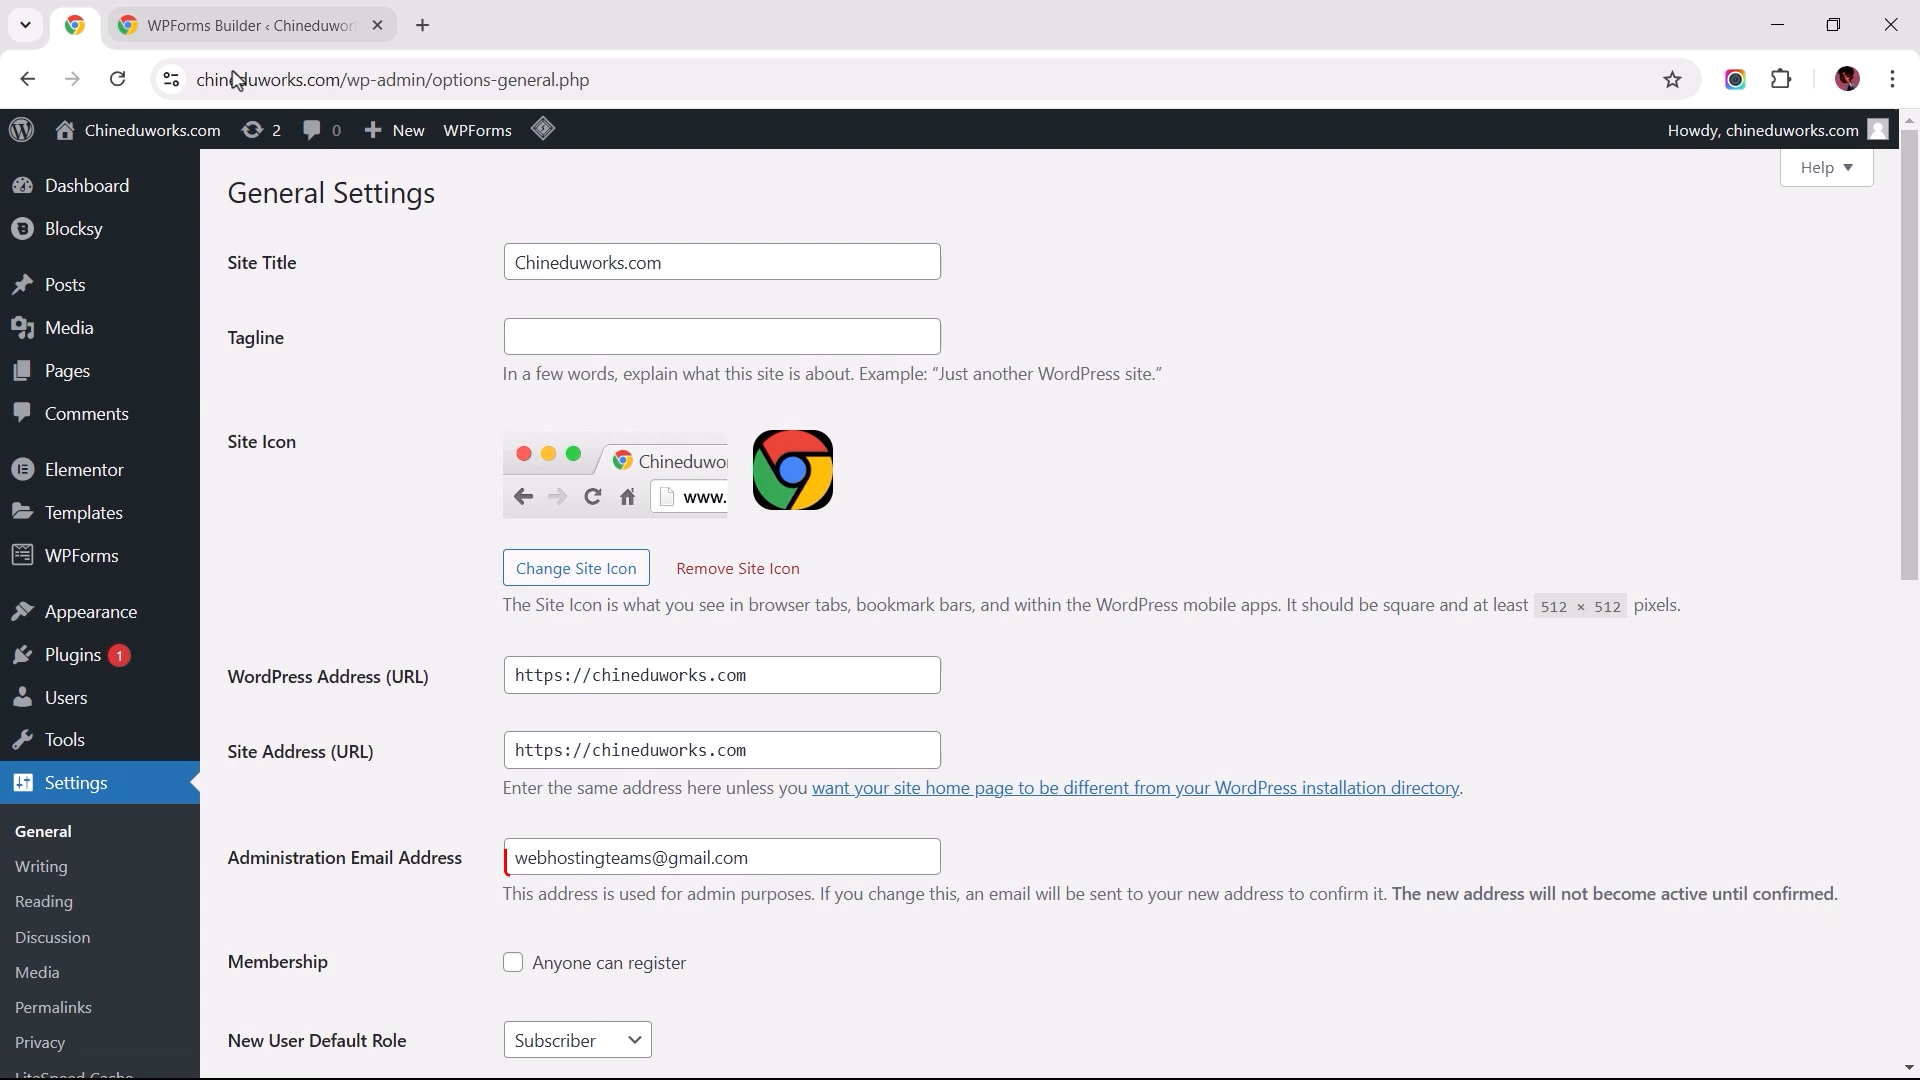 WPForms Builder ‹ Chineduwor
chineduworks.com/wp-admin/options-general.php
Chineduworks.com 2 0 New WPForms Howdy, chineduworks.com
Help
Dashboard
Blocksy
Posts
Media
Pages
Comments
Elementor
Templates
WPForms
Appearance
Plugins 1
Users
Tools
Settings
General
Writing
Reading
Discussion
Media
Permalinks
Privacy
LiteSpeed Cache
General Settings
Site Title Chineduworks.com
Tagline
In a few words, explain what this site is about. Example: “Just another WordPress site.”
Site Icon
Chineduwor
www.
Change Site Icon Remove Site Icon
The Site Icon is what you see in browser tabs, bookmark bars, and within the WordPress mobile apps. It should be square and at least 512 × 512 pixels.
WordPress Address (URL) https://chineduworks.com
Site Address (URL) https://chineduworks.com
Enter the same address here unless you want your site home page to be different from your WordPress installation directory.
Administration Email Address webhostingteams@gmail.com
This address is used for admin purposes. If you change this, an email will be sent to your new address to confirm it. The new address will not become active until confirmed.
Membership Anyone can register
New User Default Role Subscriber